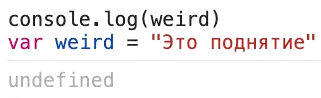 console.log(weird)
var weird = "Это поднятие"
undefined